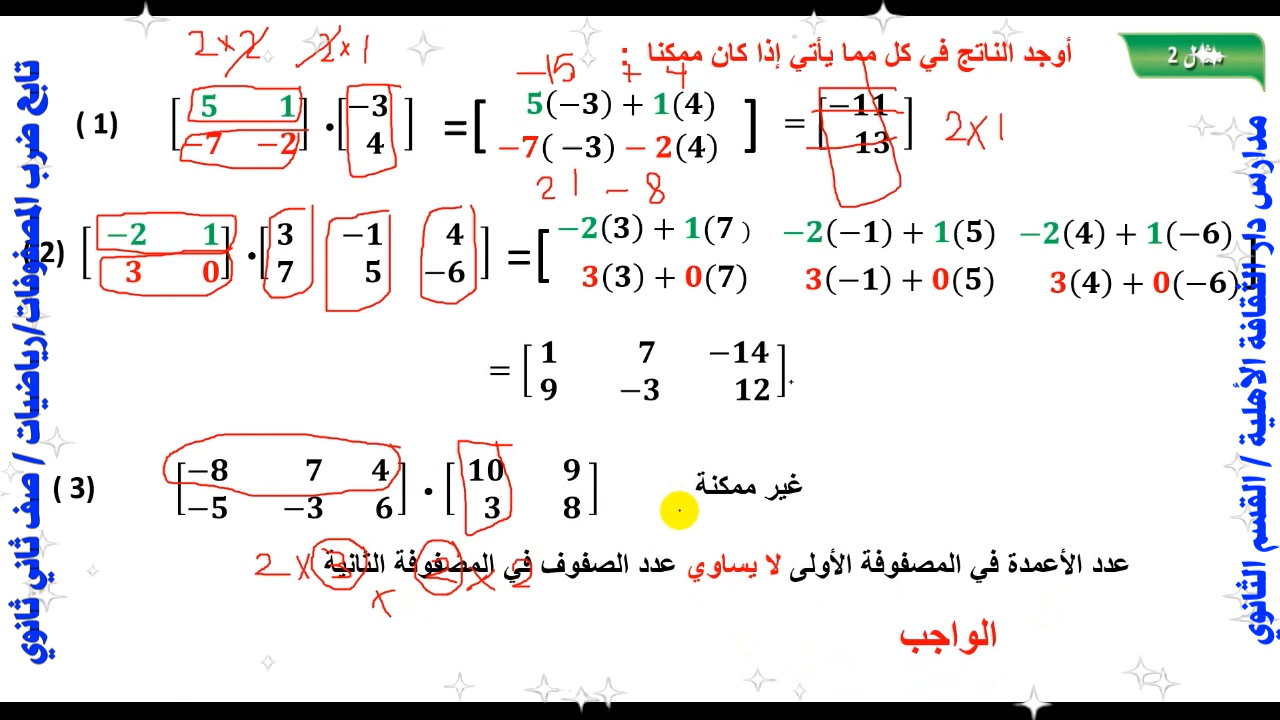 مثال 2
أوجد الناتج في كل مما يأتي إذا كان ممكنا :
2×2 2×1
-15 + 4
( 1) [5 1 -7 -2] · [-3 4] = [5(−3) + 1(4) -7( −3) − 2(4)] = [−11 13] 2×1
21 - 8
2) [−2 1 3 0] · [3 −1 4 7 5 −6] = [−2(3) + 1(7) −2(−1) + 1(5) −2(4) + 1(−6) 3(3) + 0(7) 3(−1) + 0(5) 3(4) + 0(−6)]
= [1 7 −14 9 −3 12]
( 3) [−8 7 4 −5 −3 6] · [10 9 3 8] غير ممكنة
عدد الأعمدة في المصفوفة الأولى لا يساوي عدد الصفوف في المصفوفة الثانية
2×3 × 2×2
الواجب
تابع ضرب المصفوفات/رياضيات / صف ثاني ثانوي
مدارس دار الثقافة الأهلية / القسم الثانوي